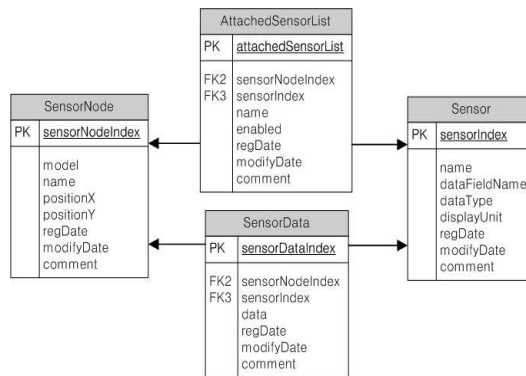 AttachedSensorList
PK attachedSensorList
FK2 sensorNodeIndex
FK3 sensorIndex
name
enabled
regDate
modifyDate
comment
SensorNode
PK sensorNodeIndex
model
name
positionX
positionY
regDate
modifyDate
comment
Sensor
PK sensorIndex
name
dataFieldName
dataType
displayUnit
regDate
modifyDate
comment
SensorData
PK sensorDataIndex
FK2 sensorNodeIndex
FK3 sensorIndex
data
regDate
modifyDate
comment